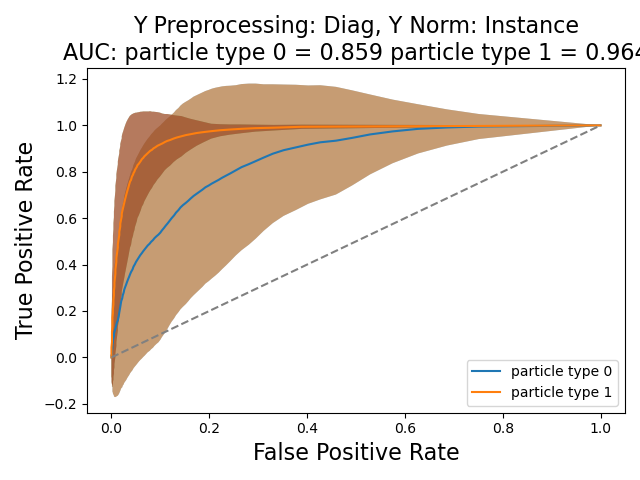 Y Preprocessing: Diag, Y Norm: Instance
AUC: particle type 0 = 0.859 particle type 1 = 0.964
1.2
1.0
0.8
0.6
0.4
0.2
0.0
−0.2
True Positive Rate
particle type 0
particle type 1
0.0 0.2 0.4 0.6 0.8 1.0
False Positive Rate